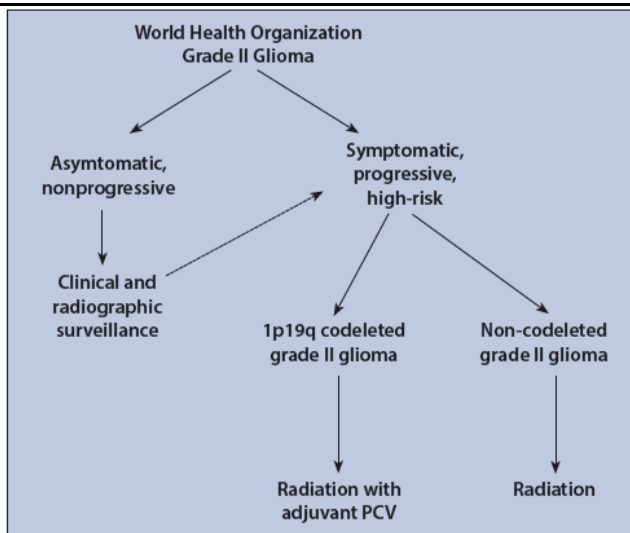 World Health Organization
Grade II Glioma
Asymtomatic,
nonprogressive
Symptomatic,
progressive,
high-risk
Clinical and
radiographic
surveillance
1p19q codeleted
grade II glioma
Non-codeleted
grade II glioma
Radiation with
adjuvant PCV
Radiation